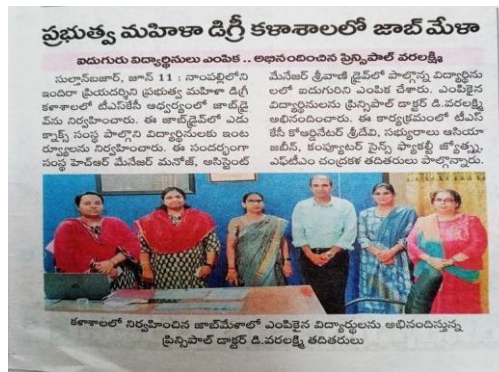 ప్రభుత్వ మహిళా డిగ్రీ కళాశాలలో జాబ్ మేళా
ఐదుగురు విద్యార్థినులు ఎంపిక .. అభినందించిన ప్రిన్సిపాల్ వరలక్ష్మి
సుల్తాన్‌బజార్, జూన్ 11 : నాంపల్లిలోని
ఇందిరా ప్రియదర్శిని ప్రభుత్వ మహిళా డిగ్రీ
కళాశాలలో టీఎస్‌కేసీ ఆధ్వర్యంలో జాబ్‌డ్రై
వ్‌ను నిర్వహించారు. ఈ జాబ్‌డ్రైవ్‌లో ఎడు
క్వాక్స్ సంస్థ పాల్గొని విద్యార్థినులకు ఇంట
ర్వ్యూలను నిర్వహించారు. ఈ సందర్భంగా
సంస్థ హెచ్ఆర్ మేనేజర్ మనోజ్, అసిస్టెంట్
మేనేజర్ శ్రీవాణి డ్రైవ్‌లో పాల్గొన్న విద్యార్థిను
లలో ఐదుగురిని ఎంపిక చేశారు. ఎంపికైన
విద్యార్థినులను ప్రిన్సిపాల్ డాక్టర్ డి.వరలక్ష్మి
అభినందించారు. ఈ కార్యక్రమంలో టీఎస్
కేసీ కోఆర్డినేటర్ శ్రీదేవి, సభ్యురాలు ఆసియా
జబీన్, కంప్యూటర్ సైన్స్ ఫ్యాకల్టీ జ్యోత్స్న,
ఎఫ్‌టీఎం చంద్రకళ తదితరులు పాల్గొన్నారు.
కళాశాలలో నిర్వహించిన జాబ్‌మేళాలో ఎంపికైన విద్యార్థులను అభినందిస్తున్న
ప్రిన్సిపాల్ డాక్టర్ డి.వరలక్ష్మి తదితరులు